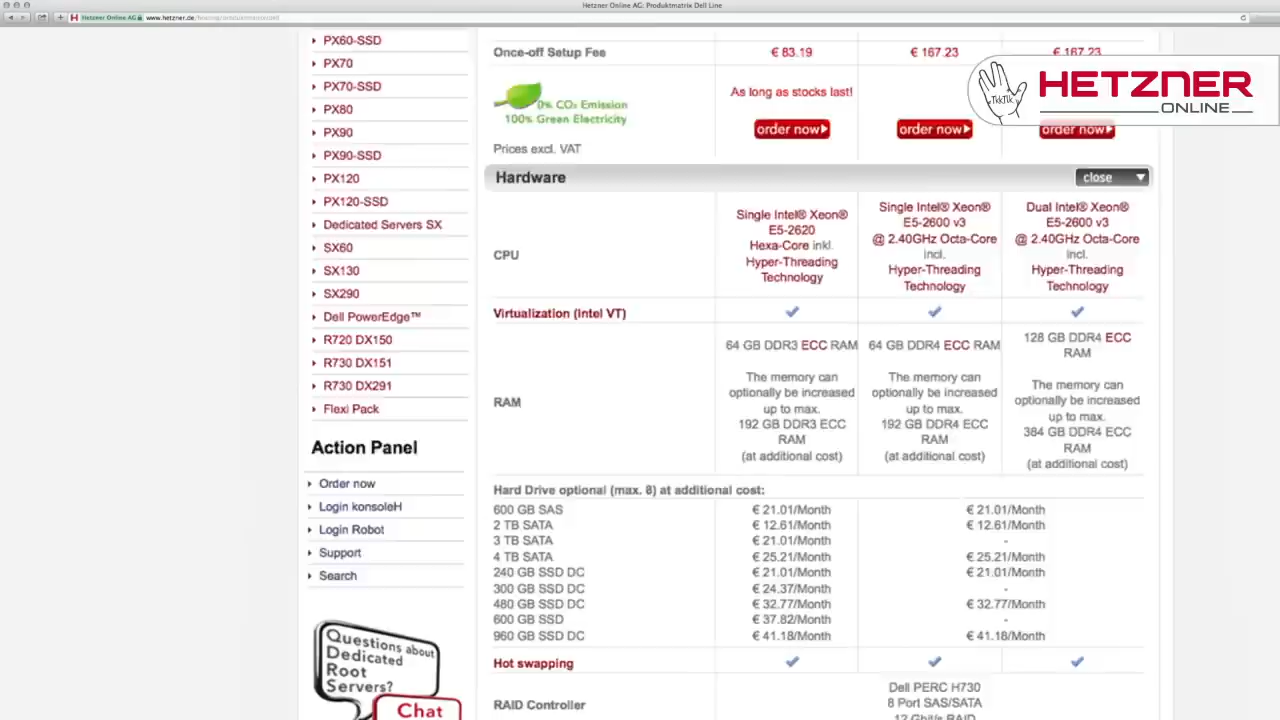 Hetzner Online AG: Produktmatrix Dell Line
Hetzner Online AG
PX60-SSD
PX70
PX70-SSD
PX80
PX90
PX90-SSD
PX120
PX120-SSD
Dedicated Servers SX
SX60
SX130
SX290
Dell PowerEdge™
R720 DX150
R730 DX151
R730 DX291
Flexi Pack
Action Panel
Order now
Login konsoleH
Login Robot
Support
Search
Questions about
Dedicated
Root
Servers?
Chat
Once-off Setup Fee € 83.19 € 167.23 € 167.23
0% CO₂ Emission
100% Green Electricity
Prices excl. VAT
As long as stocks last!
order now order now order now
HETZNER
ONLINE
Hardware close
CPU
Single Intel® Xeon®
E5-2620
Hexa-Core inkl.
Hyper-Threading
Technology
Single Intel® Xeon®
E5-2600 v3
@ 2.40GHz Octa-Core
incl.
Hyper-Threading
Technology
Dual Intel® Xeon®
E5-2600 v3
@ 2.40GHz Octa-Core
incl.
Hyper-Threading
Technology
Virtualization (Intel VT)
RAM
64 GB DDR3 ECC RAM
The memory can
optionally be increased
up to max.
192 GB DDR3 ECC
RAM
(at additional cost)
64 GB DDR4 ECC RAM
The memory can
optionally be increased
up to max.
192 GB DDR4 ECC
RAM
(at additional cost)
128 GB DDR4 ECC
RAM
The memory can
optionally be increased
up to max.
384 GB DDR4 ECC
RAM
(at additional cost)
Hard Drive optional (max. 8) at additional cost:
600 GB SAS € 21.01/Month € 21.01/Month
2 TB SATA € 12.61/Month € 12.61/Month
3 TB SATA € 21.01/Month -
4 TB SATA € 25.21/Month € 25.21/Month
240 GB SSD DC € 21.01/Month € 21.01/Month
300 GB SSD DC € 24.37/Month -
480 GB SSD DC € 32.77/Month € 32.77/Month
600 GB SSD € 37.82/Month -
960 GB SSD DC € 41.18/Month € 41.18/Month
Hot swapping
RAID Controller
Dell PERC H730
8 Port SAS/SATA
12 Gbit/s RAID